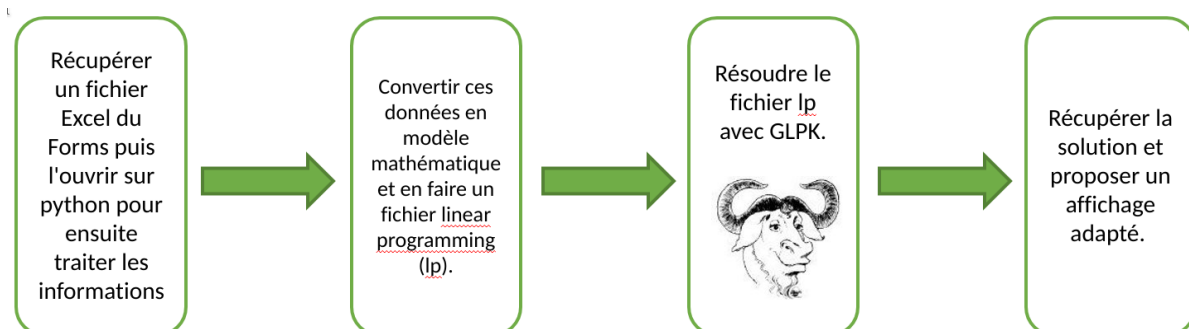 Récupérer
un fichier
Excel du
Forms puis
l'ouvrir sur
python pour
ensuite
traiter les
informations
Convertir ces
données en
modèle
mathématique
et en faire un
fichier linear
programming
(lp).
Résoudre le
fichier lp
avec GLPK.
Récupérer la
solution et
proposer un
affichage
adapté.